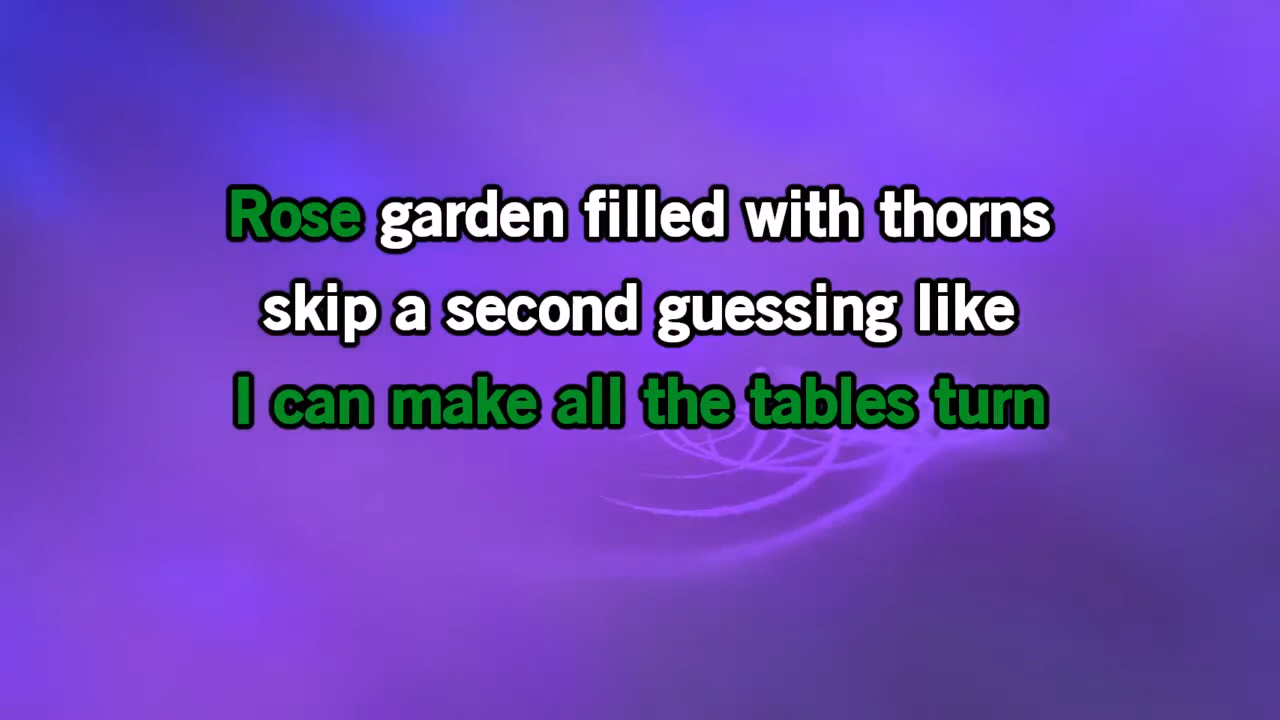 Rose garden filled with thorns
skip a second guessing like
I can make all the tables turn